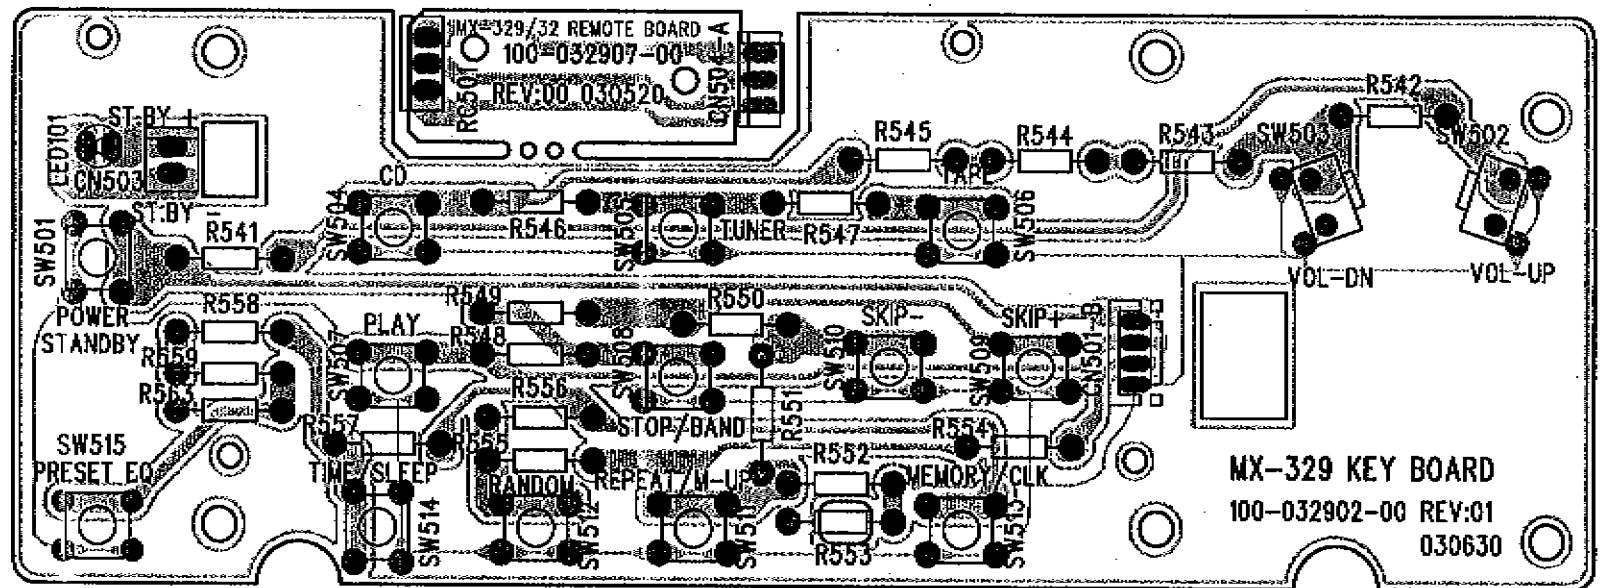 MX-329/32 REMOTE BOARD
100-032907-00
REV:00 030520
RC501
CN504-A
LED101
ST-BY +
CN503
ST-BY -
SW501
R541
POWER
STANDBY
CD
SW504
R546
SW505
TUNER
R547
R545
TAPE
SW506
R544
R543
R542
SW503
SW502
VOL-DN
VOL-UP
R558
R559
R563
PLAY
SW507
R549
R548
SW508
R550
SKIP-
SW510
SKIP+
SW509
CN501-B
R556
STOP/BAND
R551
R557
R555
R554
R552
R553
SW515
PRESET EQ
TIME/SLEEP
SW514
RANDOM
SW512
REPEAT/M-UP
SW511
MEMORY/CLK
SW513
MX-329 KEY BOARD
100-032902-00 REV:01
030630